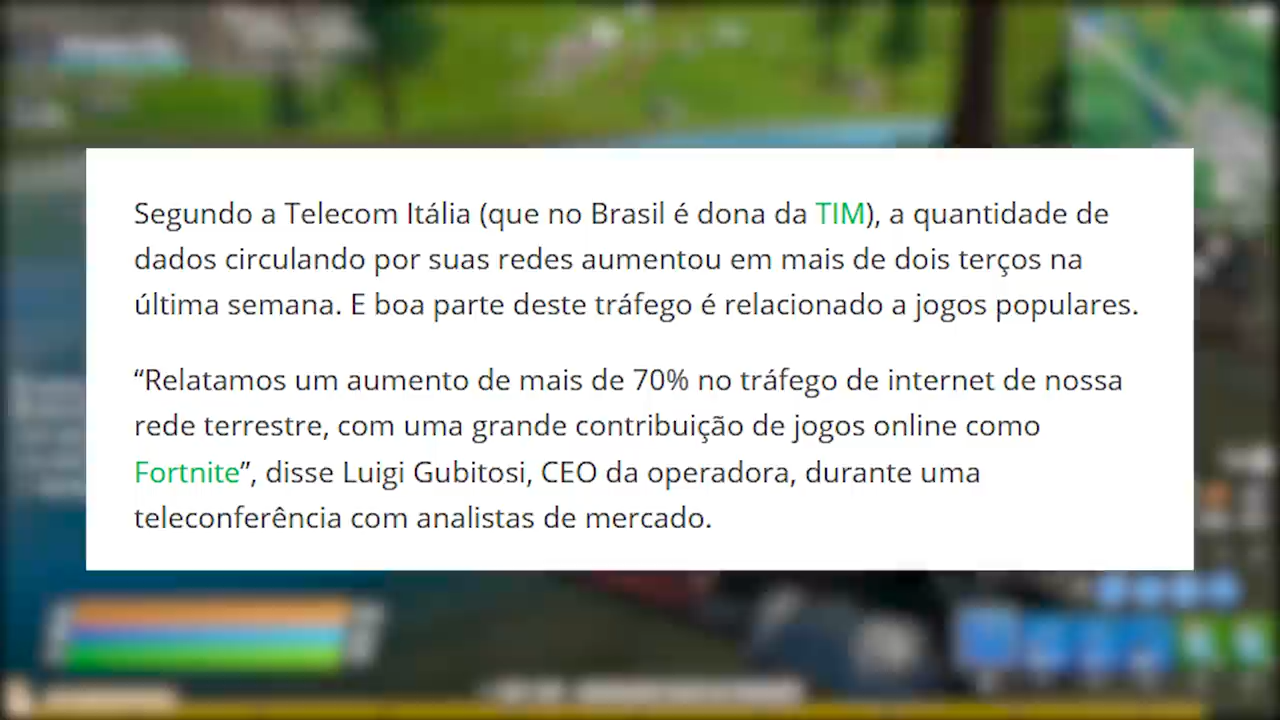 Segundo a Telecom Itália (que no Brasil é dona da TIM), a quantidade de
dados circulando por suas redes aumentou em mais de dois terços na
última semana. E boa parte deste tráfego é relacionado a jogos populares.
“Relatamos um aumento de mais de 70% no tráfego de internet de nossa
rede terrestre, com uma grande contribuição de jogos online como
Fortnite”, disse Luigi Gubitosi, CEO da operadora, durante uma
teleconferência com analistas de mercado.